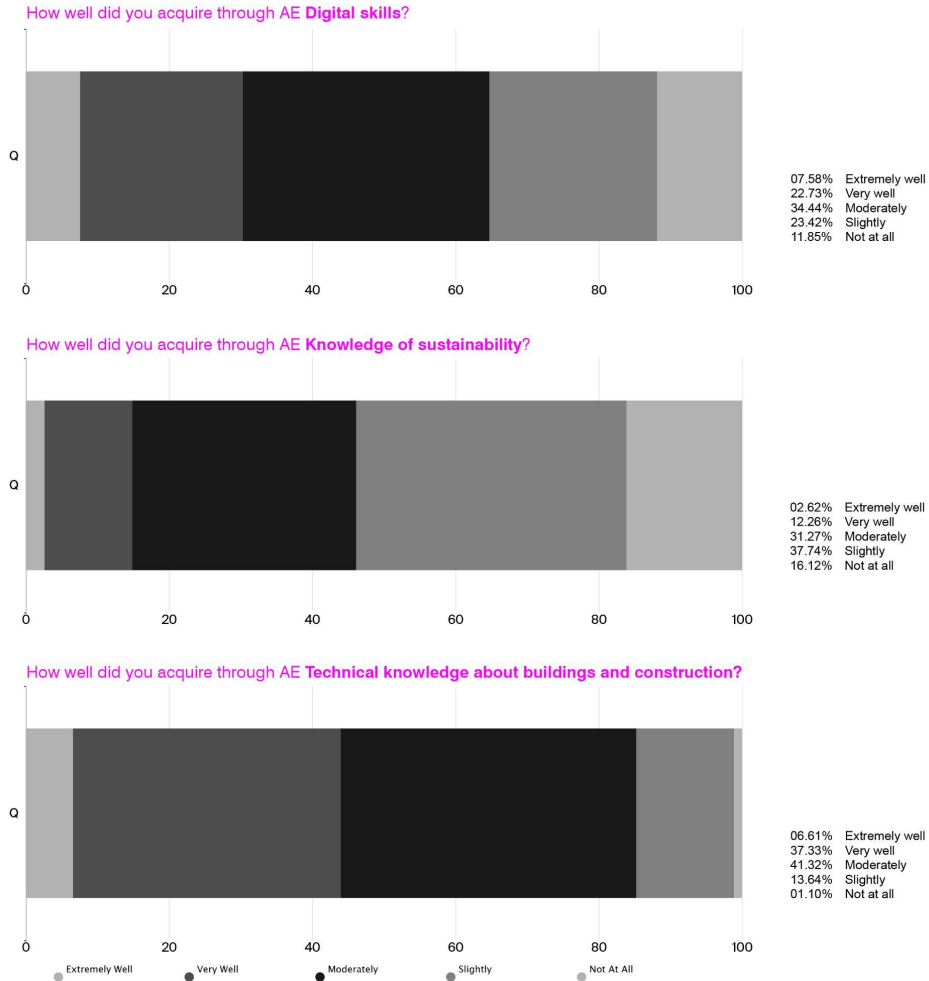 How well did you acquire through AE Digital skills?
Q
07.58% Extremely well
22.73% Very well
34.44% Moderately
23.42% Slightly
11.85% Not at all
0 20 40 60 80 100
How well did you acquire through AE Knowledge of sustainability?
Q
02.62% Extremely well
12.26% Very well
31.27% Moderately
37.74% Slightly
16.12% Not at all
0 20 40 60 80 100
How well did you acquire through AE Technical knowledge about buildings and construction?
Q
06.61% Extremely well
37.33% Very well
41.32% Moderately
13.64% Slightly
01.10% Not at all
0 20 40 60 80 100
Extremely Well Very Well Moderately Slightly Not At All